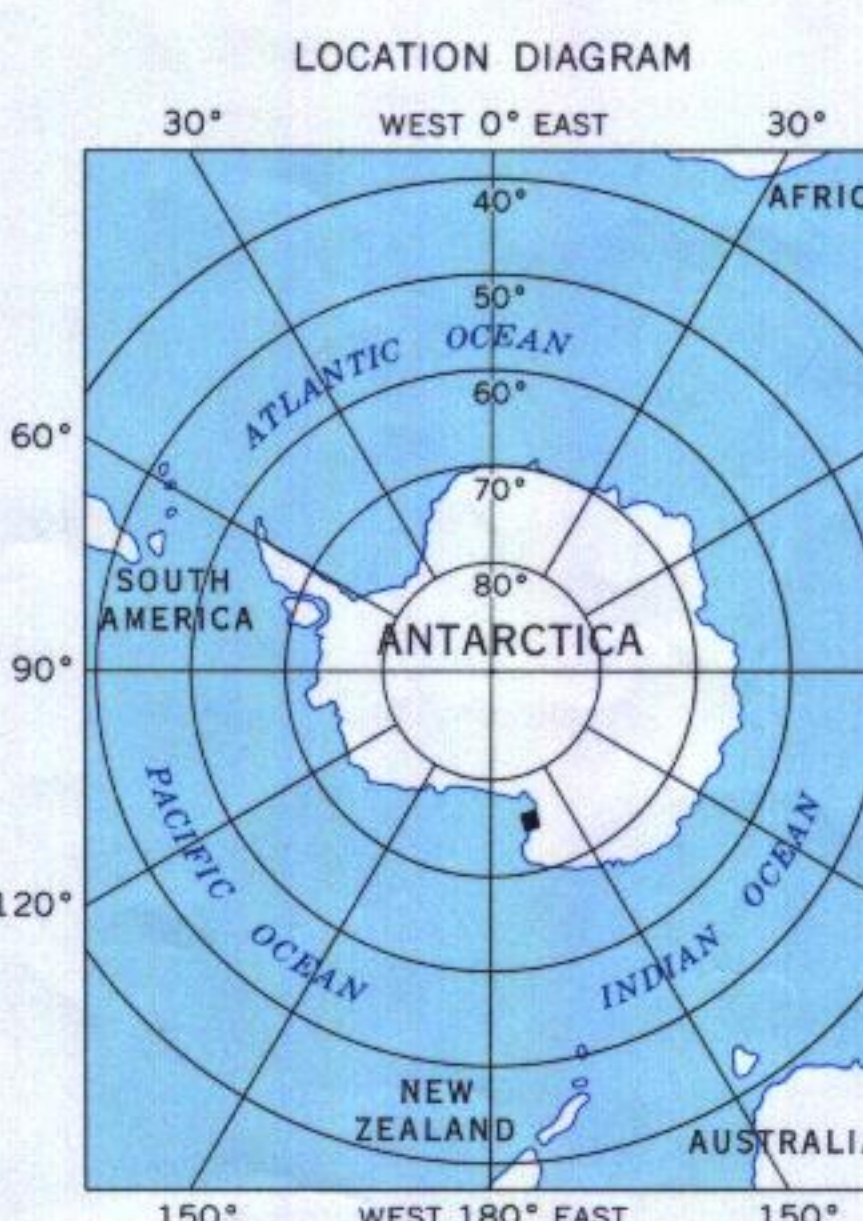 LOCATION DIAGRAM
30° WEST 0° EAST 30°
AFRIC
40°
50°
ATLANTIC OCEAN
60°
60°
70°
80°
SOUTH
AMERICA
ANTARCTICA
90°
PACIFIC OCEAN
INDIAN OCEAN
120°
NEW
ZEALAND
AUSTRALIA
150° WEST 180° EAST 150°